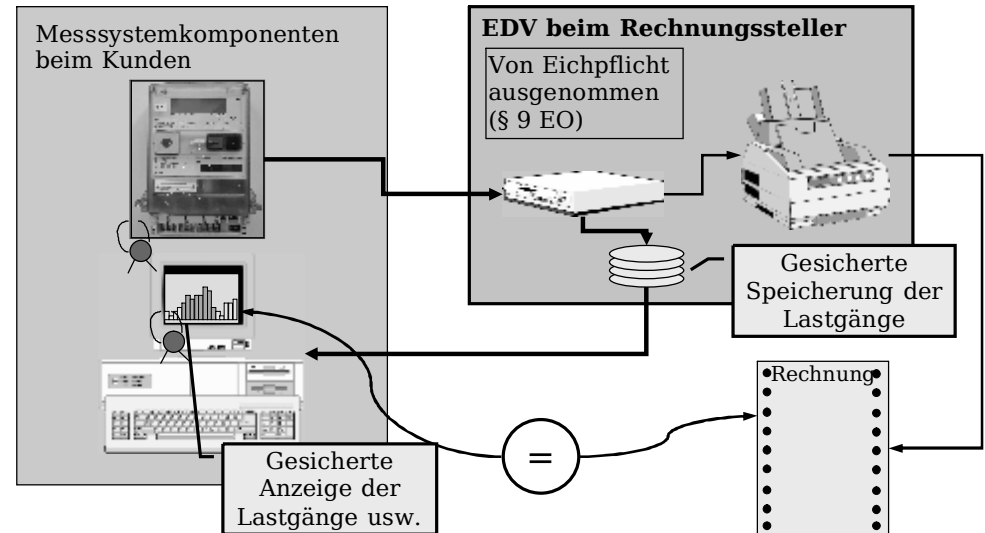 Messsystemkomponenten
beim Kunden
EDV beim Rechnungssteller
Von Eichpflicht
ausgenommen
(§ 9 EO)
Gesicherte
Speicherung der
Lastgänge
Rechnung
=
Gesicherte
Anzeige der
Lastgänge usw.